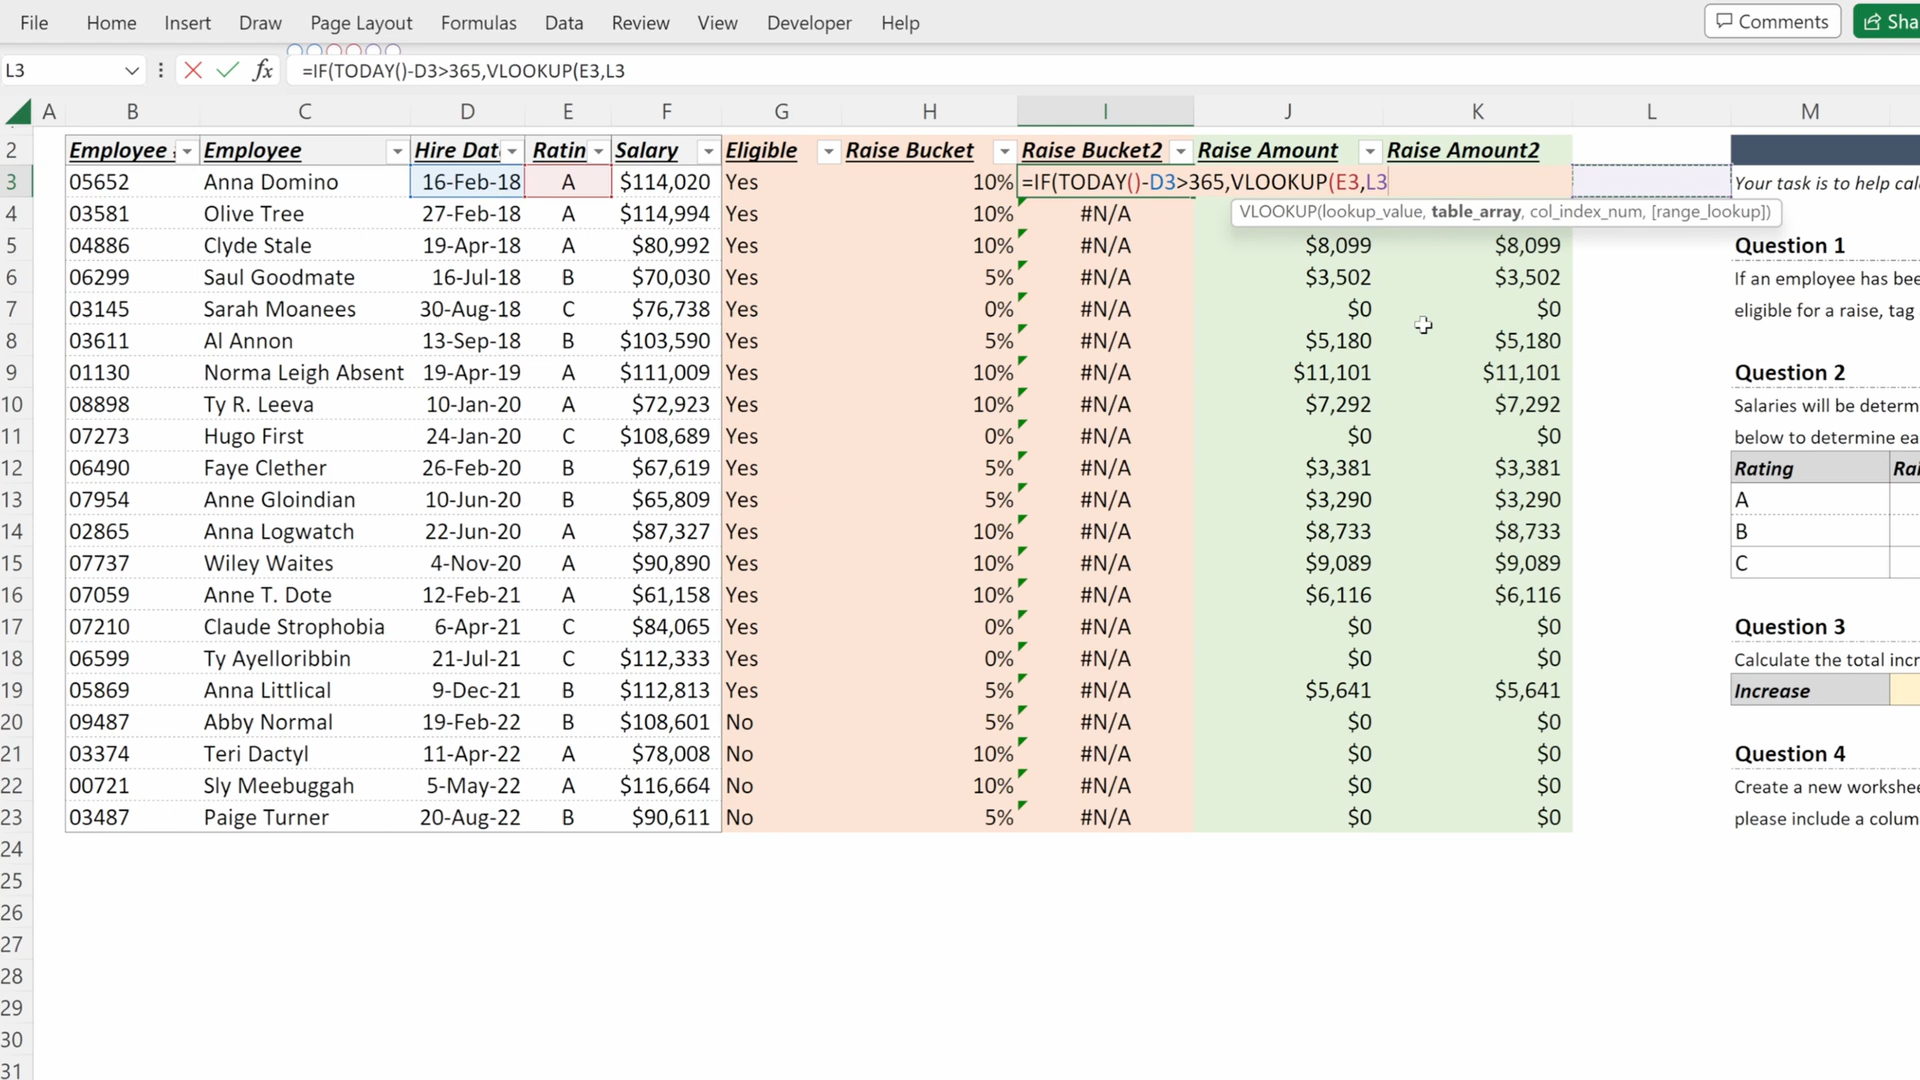 File Home Insert Draw Page Layout Formulas Data Review View Developer Help Comments Sha
L3 fx =IF(TODAY()-D3>365,VLOOKUP(E3,L3
A B C D E F G H I J K L M
2 Employee Employee Hire Dat Ratin Salary Eligible Raise Bucket Raise Bucket2 Raise Amount Raise Amount2
3 05652 Anna Domino 16-Feb-18 A $114,020 Yes 10% =IF(TODAY()-D3>365,VLOOKUP(E3,L3 Your task is to help cal
VLOOKUP(lookup_value, table_array, col_index_num, [range_lookup])
4 03581 Olive Tree 27-Feb-18 A $114,994 Yes 10% #N/A
5 04886 Clyde Stale 19-Apr-18 A $80,992 Yes 10% #N/A $8,099 $8,099 Question 1
6 06299 Saul Goodmate 16-Jul-18 B $70,030 Yes 5% #N/A $3,502 $3,502 If an employee has bee
7 03145 Sarah Moanees 30-Aug-18 C $76,738 Yes 0% #N/A $0 $0 eligible for a raise, tag
8 03611 Al Annon 13-Sep-18 B $103,590 Yes 5% #N/A $5,180 $5,180
9 01130 Norma Leigh Absent 19-Apr-19 A $111,009 Yes 10% #N/A $11,101 $11,101 Question 2
10 08898 Ty R. Leeva 10-Jan-20 A $72,923 Yes 10% #N/A $7,292 $7,292 Salaries will be determ
11 07273 Hugo First 24-Jan-20 C $108,689 Yes 0% #N/A $0 $0 below to determine ea
12 06490 Faye Clether 26-Feb-20 B $67,619 Yes 5% #N/A $3,381 $3,381 Rating Rai
13 07954 Anne Gloindian 10-Jun-20 B $65,809 Yes 5% #N/A $3,290 $3,290 A
14 02865 Anna Logwatch 22-Jun-20 A $87,327 Yes 10% #N/A $8,733 $8,733 B
15 07737 Wiley Waites 4-Nov-20 A $90,890 Yes 10% #N/A $9,089 $9,089 C
16 07059 Anne T. Dote 12-Feb-21 A $61,158 Yes 10% #N/A $6,116 $6,116
17 07210 Claude Strophobia 6-Apr-21 C $84,065 Yes 0% #N/A $0 $0 Question 3
18 06599 Ty Ayelloribbin 21-Jul-21 C $112,333 Yes 0% #N/A $0 $0 Calculate the total incr
19 05869 Anna Littlical 9-Dec-21 B $112,813 Yes 5% #N/A $5,641 $5,641 Increase
20 09487 Abby Normal 19-Feb-22 B $108,601 No 5% #N/A $0 $0
21 03374 Teri Dactyl 11-Apr-22 A $78,008 No 10% #N/A $0 $0 Question 4
22 00721 Sly Meebuggah 5-May-22 A $116,664 No 10% #N/A $0 $0 Create a new workshee
23 03487 Paige Turner 20-Aug-22 B $90,611 No 5% #N/A $0 $0 please include a colum
24
25
26
27
28
29
30
31